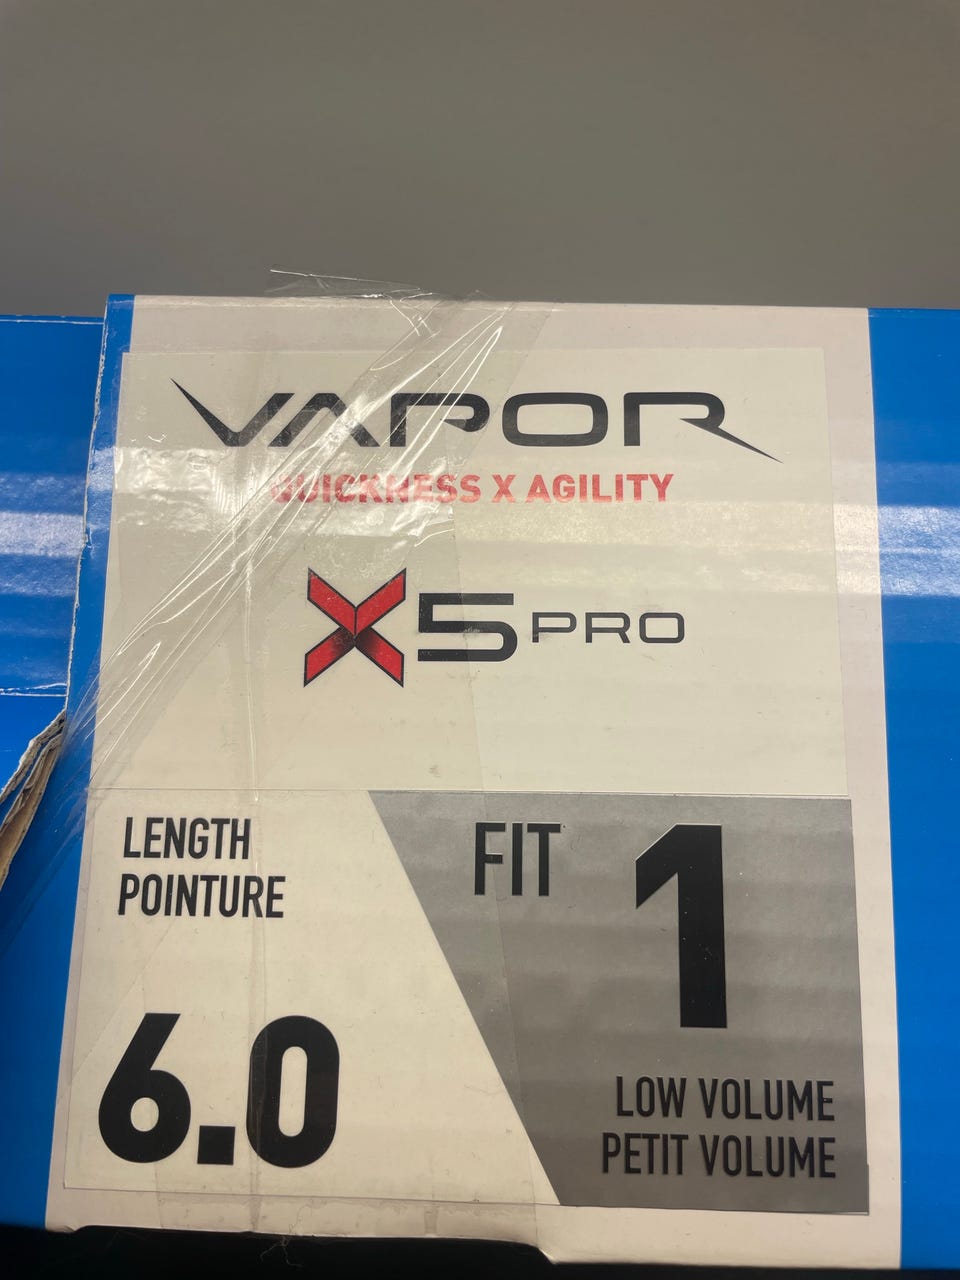 VAPOR
QUICKNESS X AGILITY
X5 PRO
LENGTH
POINTURE
6.0
FIT 1
LOW VOLUME
PETIT VOLUME